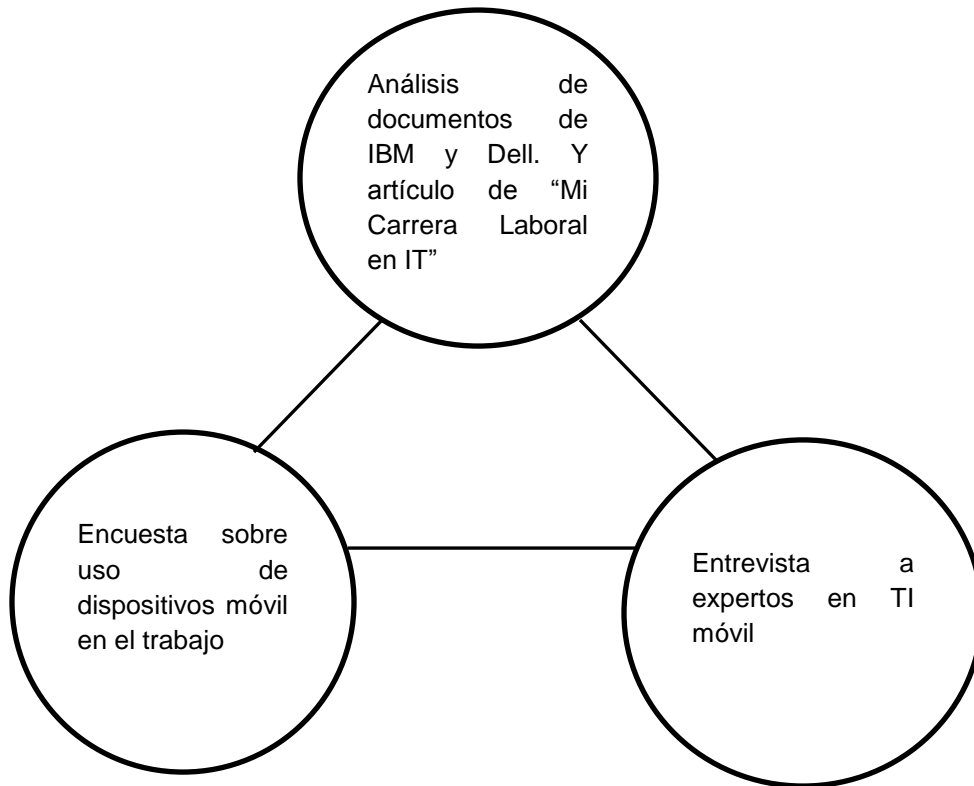 Análisis de
documentos de
IBM y Dell. Y
artículo de “Mi
Carrera Laboral
en IT”
Encuesta sobre
uso de
dispositivos móvil
en el trabajo
Entrevista a
expertos en TI
móvil